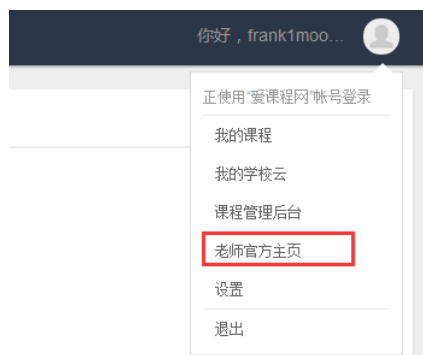 你好，frank1moo...
正使用“爱课程网”帐号登录
我的课程
我的学校云
课程管理后台
老师官方主页
设置
退出